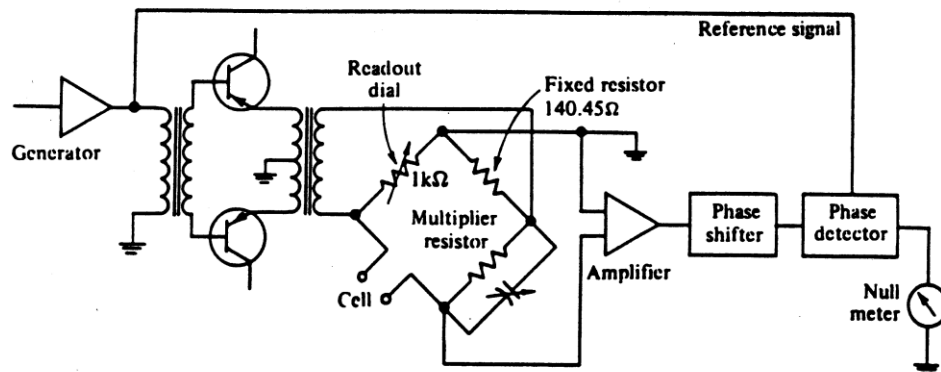 Reference signal
Readout
dial
Fixed resistor
140.45Ω
Generator
1kΩ
Multiplier
resistor
Cell
Amplifier
Phase
shifter
Phase
detector
Null
meter